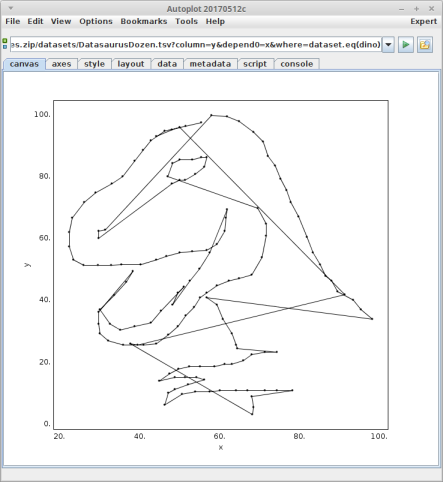 Autoplot 20170512c
File Edit View Options Bookmarks Tools Help Expert
es.zip/datasets/DatasaurusDozen.tsv?column=y&depend0=x&where=dataset.eq(dino)
canvas axes style layout data metadata script console
100.
80.
60.
y
40.
20.
0.
20. 40. 60. 80. 100.
x